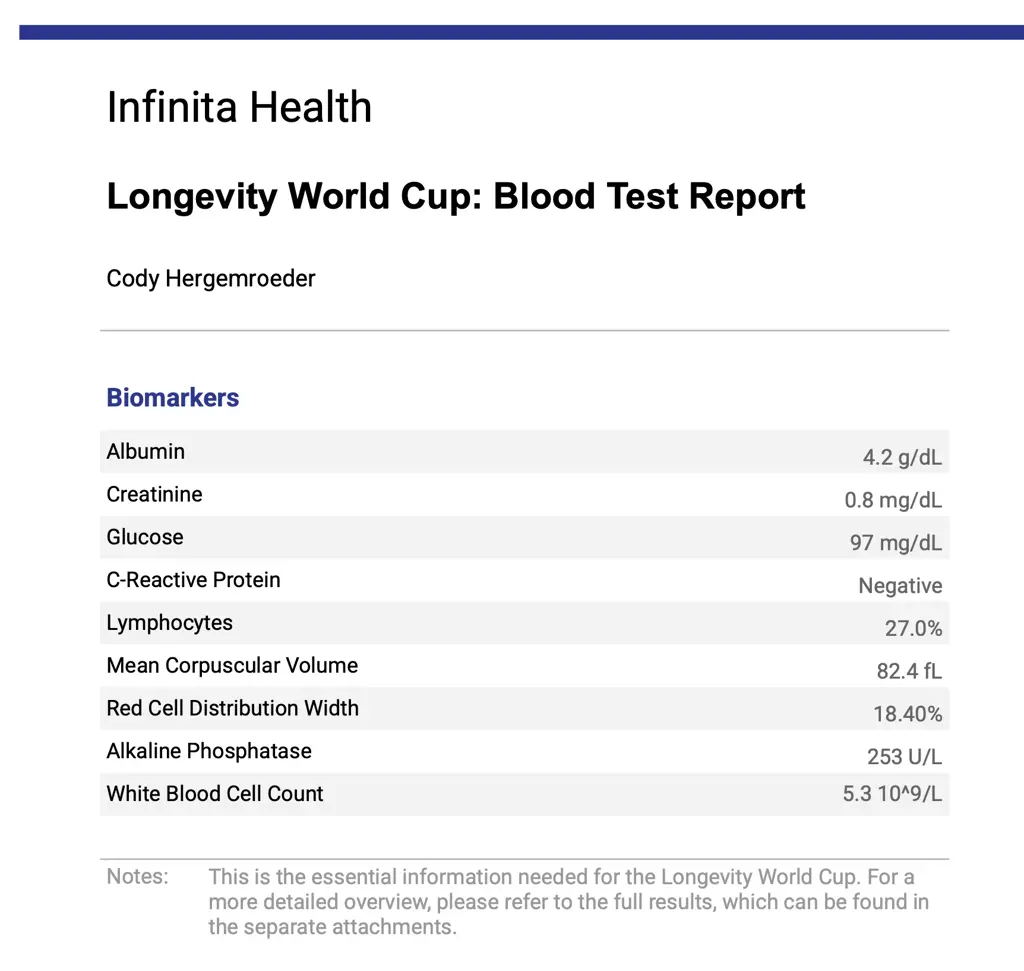 Infinita Health
Longevity World Cup: Blood Test Report
Cody Hergemroeder
Biomarkers
Albumin 4.2 g/dL
Creatinine 0.8 mg/dL
Glucose 97 mg/dL
C-Reactive Protein Negative
Lymphocytes 27.0%
Mean Corpuscular Volume 82.4 fL
Red Cell Distribution Width 18.40%
Alkaline Phosphatase 253 U/L
White Blood Cell Count 5.3 10^9/L
Notes: This is the essential information needed for the Longevity World Cup. For a
more detailed overview, please refer to the full results, which can be found in
the separate attachments.